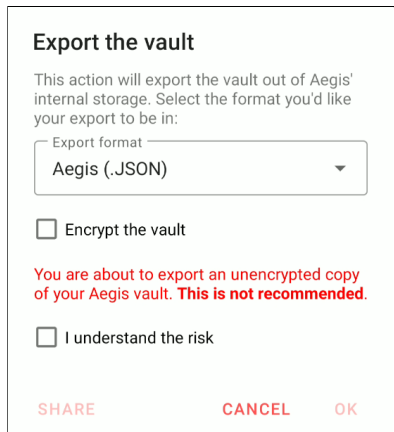 Export the vault
This action will export the vault out of Aegis'
internal storage. Select the format you'd like
your export to be in:
Export format
Aegis (.JSON)
Encrypt the vault
You are about to export an unencrypted copy
of your Aegis vault. This is not recommended.
I understand the risk
SHARE CANCEL OK